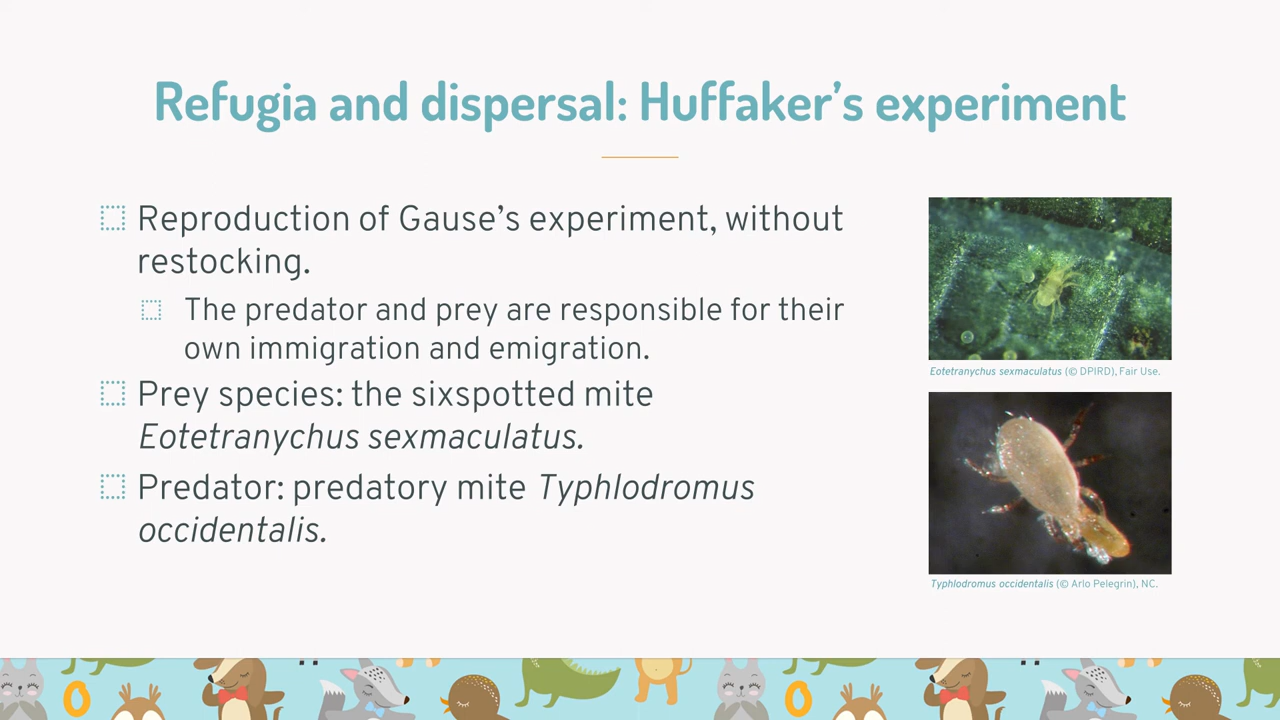 Refugia and dispersal: Huffaker’s experiment
Reproduction of Gause’s experiment, without
restocking.
The predator and prey are responsible for their
own immigration and emigration.
Prey species: the sixspotted mite
Eotetranychus sexmaculatus.
Predator: predatory mite Typhlodromus
occidentalis.
Eotetranychus sexmaculatus (© DPIRD), Fair Use.
Typhlodromus occidentalis (© Arlo Pelegrin), NC.